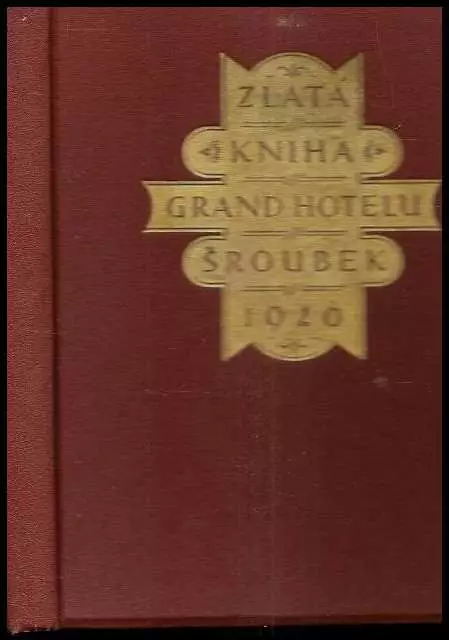 ZLATÁ
KNIHA
GRAND HOTELU
ŠROUBEK
1926